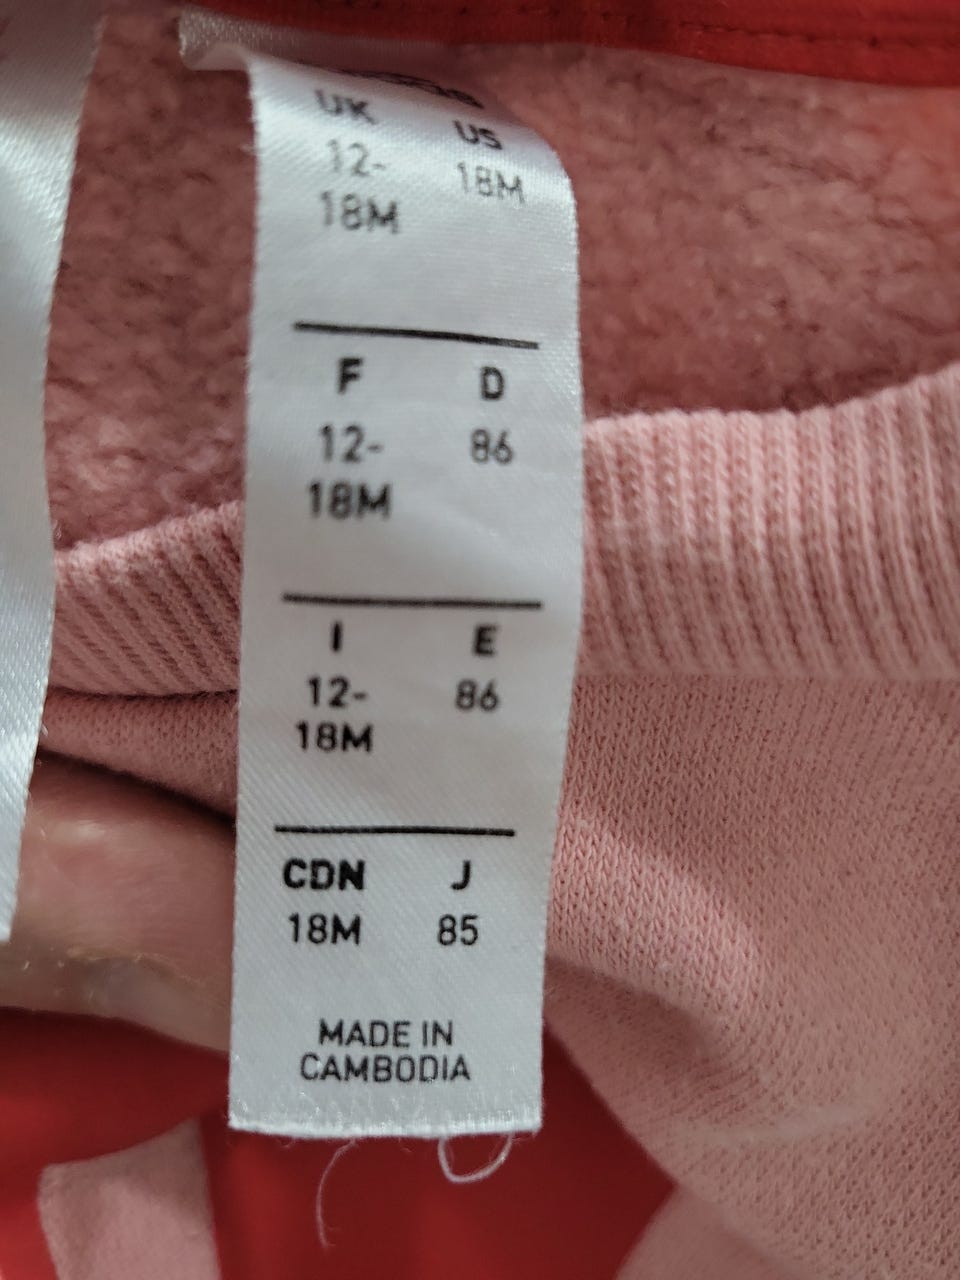 UK US
12- 18M
18M
F D
12- 86
18M
I E
12- 86
18M
CDN J
18M 85
MADE IN
CAMBODIA